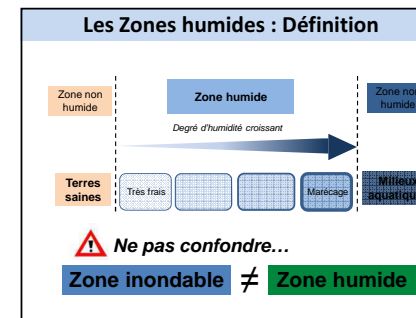 Les Zones humides : Définition
Zone non
humide
Zone humide
Zone non
humide
Degré d'humidité croissant
Terres
saines
Très frais
Marécage
Milieux
aquatiques
Ne pas confondre...
Zone inondable ≠ Zone humide